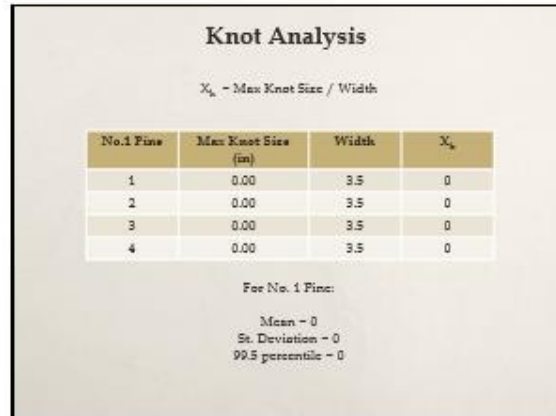 Knot Analysis
Xₖ = Max Knot Size / Width
No.1 Pine Max Knot Size (in) Width Xₖ
1 0.00 3.5 0
2 0.00 3.5 0
3 0.00 3.5 0
4 0.00 3.5 0
For No. 1 Pine:
Mean = 0
St. Deviation = 0
99.5 percentile = 0